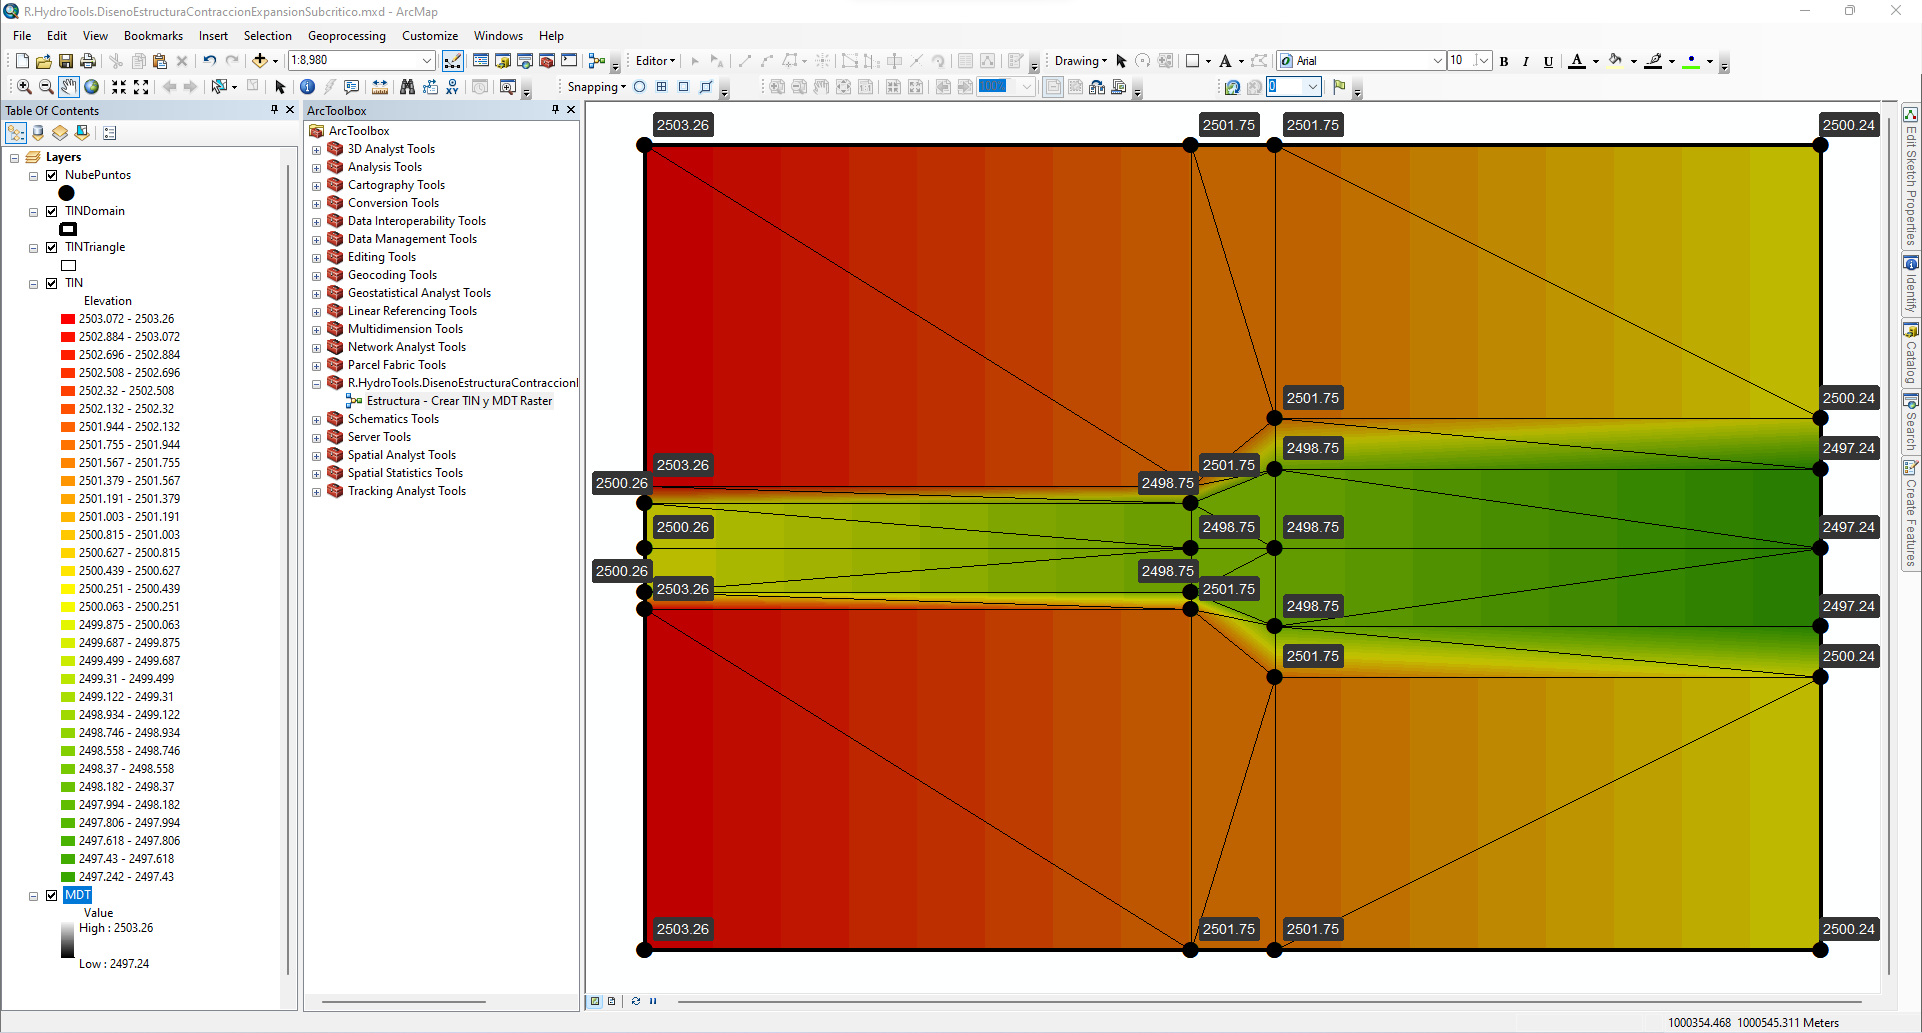 R.HydroTools.DisenoEstructuraContraccionExpansionSubcritico.mxd - ArcMap
File Edit View Bookmarks Insert Selection Geoprocessing Customize Windows Help
1:8,980 Editor Drawing Arial 10 B I U A
Snapping 100% 0
Table Of Contents
Layers
NubePuntos
TINDomain
TINTriangle
TIN
Elevation
2503.072 - 2503.26
2502.884 - 2503.072
2502.696 - 2502.884
2502.508 - 2502.696
2502.32 - 2502.508
2502.132 - 2502.32
2501.944 - 2502.132
2501.755 - 2501.944
2501.567 - 2501.755
2501.379 - 2501.567
2501.191 - 2501.379
2501.003 - 2501.191
2500.815 - 2501.003
2500.627 - 2500.815
2500.439 - 2500.627
2500.251 - 2500.439
2500.063 - 2500.251
2499.875 - 2500.063
2499.687 - 2499.875
2499.499 - 2499.687
2499.31 - 2499.499
2499.122 - 2499.31
2498.934 - 2499.122
2498.746 - 2498.934
2498.558 - 2498.746
2498.37 - 2498.558
2498.182 - 2498.37
2497.994 - 2498.182
2497.806 - 2497.994
2497.618 - 2497.806
2497.43 - 2497.618
2497.242 - 2497.43
MDT
Value
High : 2503.26
Low : 2497.24
ArcToolbox
ArcToolbox
3D Analyst Tools
Analysis Tools
Cartography Tools
Conversion Tools
Data Interoperability Tools
Data Management Tools
Editing Tools
Geocoding Tools
Geostatistical Analyst Tools
Linear Referencing Tools
Multidimension Tools
Network Analyst Tools
Parcel Fabric Tools
R.HydroTools.DisenoEstructuraContraccionI
Estructura - Crear TIN y MDT Raster
Schematics Tools
Server Tools
Spatial Analyst Tools
Spatial Statistics Tools
Tracking Analyst Tools
2503.26 2501.75 2501.75 2500.24
2501.75 2500.24
2498.75 2497.24
2503.26 2501.75
2500.26 2498.75
2500.26 2498.75 2498.75 2497.24
2500.26 2498.75
2503.26 2501.75
2498.75 2497.24
2501.75 2500.24
2503.26 2501.75 2501.75 2500.24
Edit Sketch Properties
Identify
Catalog
Search
Create Features
1000354.468 1000545.311 Meters